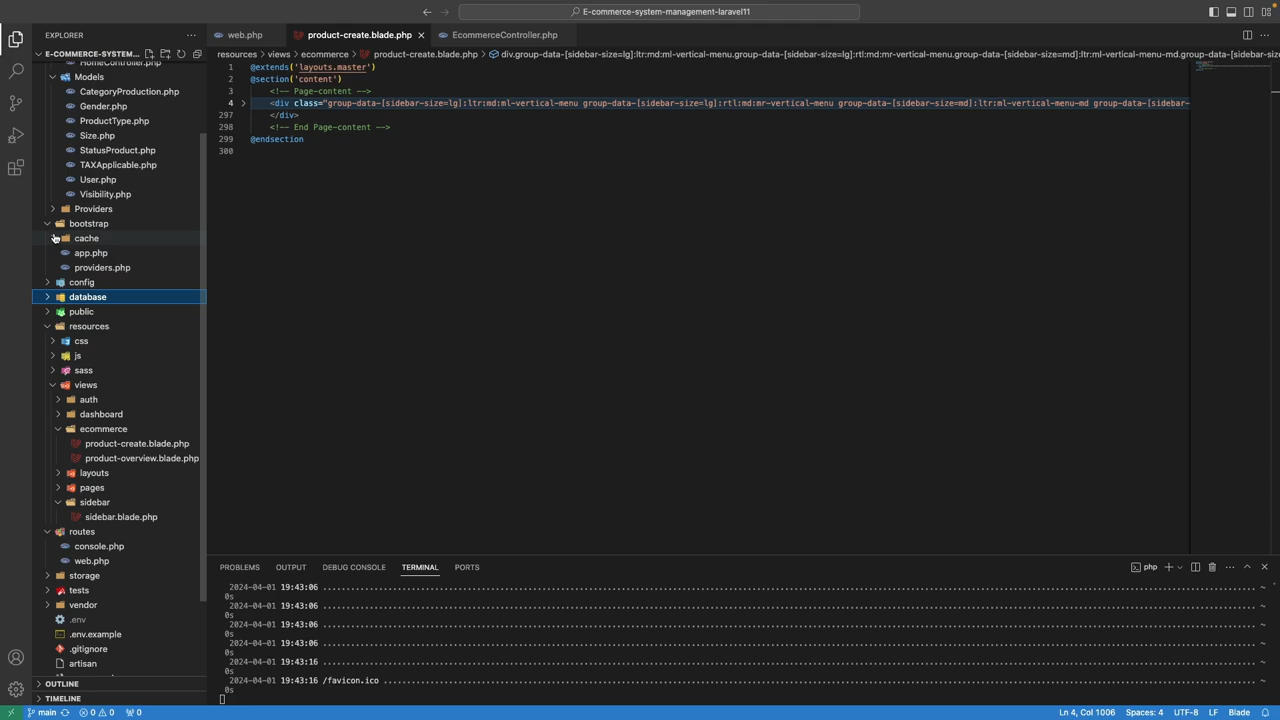 E-commerce-system-management-laravel11
EXPLORER
web.php
product-create.blade.php
EcommerceController.php
E-COMMERCE-SYSTEM-...
resources > views > ecommerce > product-create.blade.php > div.group-data-[sidebar-size=lg]:ltr:md:ml-vertical-menu.group-data-[sidebar-size=lg]:rtl:md:mr-vertical-menu.group-data-[sidebar-size=md]:ltr:ml-vertical-menu-md.group-data-[sidebar-s
HomeController.php
Models
CategoryProduction.php
Gender.php
ProductType.php
Size.php
StatusProduct.php
TAXApplicable.php
User.php
Visibility.php
Providers
bootstrap
cache
app.php
providers.php
config
database
public
resources
css
js
sass
views
auth
dashboard
ecommerce
product-create.blade.php
product-overview.blade.php
layouts
pages
sidebar
sidebar.blade.php
routes
console.php
web.php
storage
tests
vendor
.env
.env.example
.gitignore
artisan
OUTLINE
TIMELINE
1 @extends('layouts.master')
2 @section('content')
3 <!-- Page-content -->
4 <div class="group-data-[sidebar-size=lg]:ltr:md:ml-vertical-menu group-data-[sidebar-size=lg]:rtl:md:mr-vertical-menu group-data-[sidebar-size=md]:ltr:ml-vertical-menu-md group-data-[sidebar-
297 </div>
298 <!-- End Page-content -->
299 @endsection
300
PROBLEMS OUTPUT DEBUG CONSOLE TERMINAL PORTS
php
2024-04-01 19:43:06 ~
0s
2024-04-01 19:43:06 ~
0s
2024-04-01 19:43:06 ~
0s
2024-04-01 19:43:06 ~
0s
2024-04-01 19:43:16 ~
2024-04-01 19:43:16 /favicon.ico ~
0s
main 0 0 0 Ln 4, Col 1006 Spaces: 4 UTF-8 LF Blade